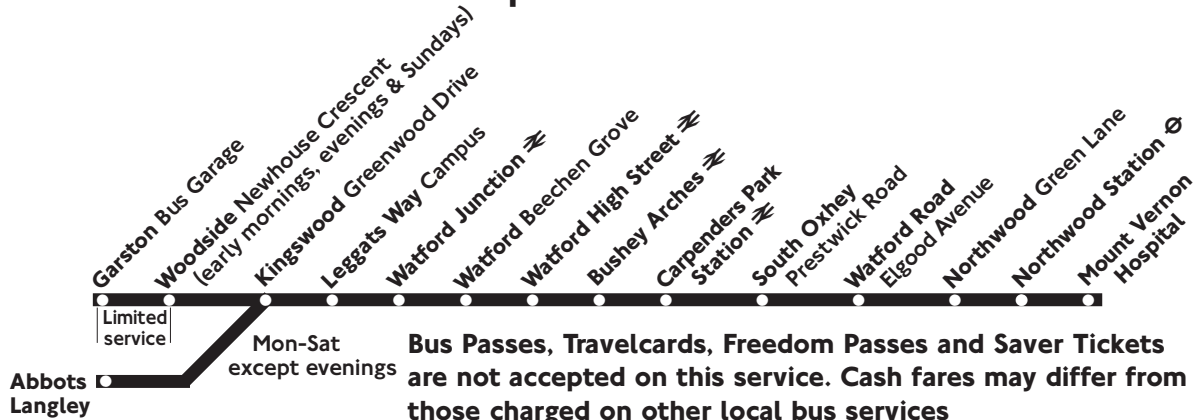 Garston Bus Garage
Woodside Newhouse Crescent
(early mornings, evenings & Sundays)
Kingswood Greenwood Drive
Leggats Way Campus
Watford Junction
Watford Beechen Grove
Watford High Street
Bushey Arches
Carpenders Park
Station
South Oxhey
Prestwick Road
Watford Road
Elgood Avenue
Northwood Green Lane
Northwood Station
Mount Vernon
Hospital
Limited
service
Mon-Sat
except evenings
Abbots
Langley
Bus Passes, Travelcards, Freedom Passes and Saver Tickets
are not accepted on this service. Cash fares may differ from
those charged on other local bus services